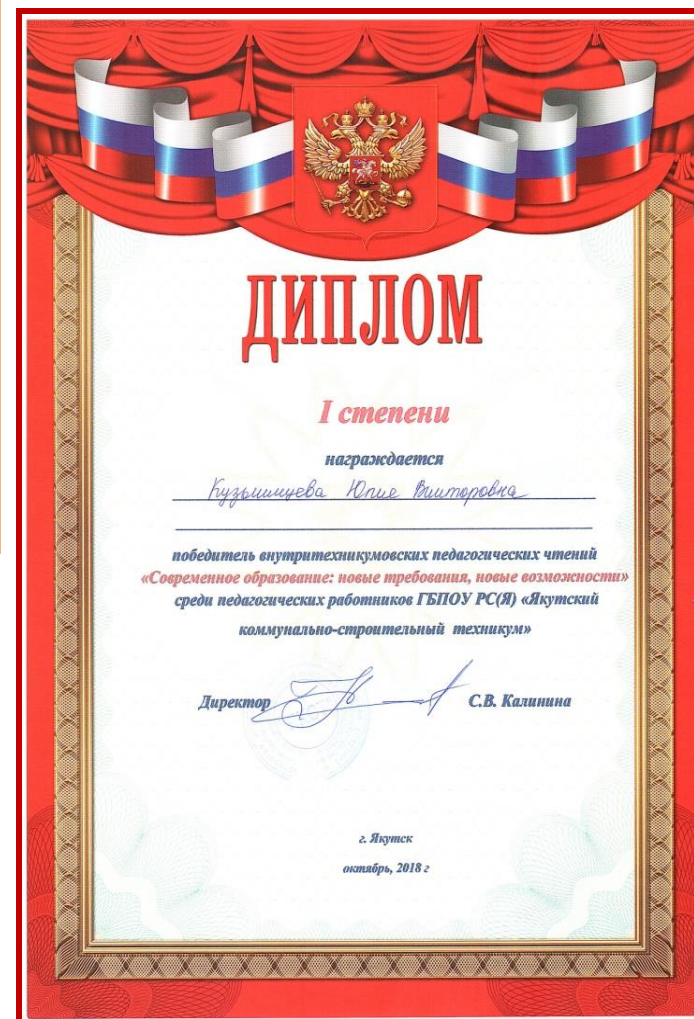 ДИПЛОМ
I степени
награждается
Кузьмищева Юлия Викторовна
победитель внутритехникумовских педагогических чтений
«Современное образование: новые требования, новые возможности»
среди педагогических работников ГБПОУ РС(Я) «Якутский
коммунально-строительный техникум»
Директор С.В. Калинина
г. Якутск
октябрь, 2018 г